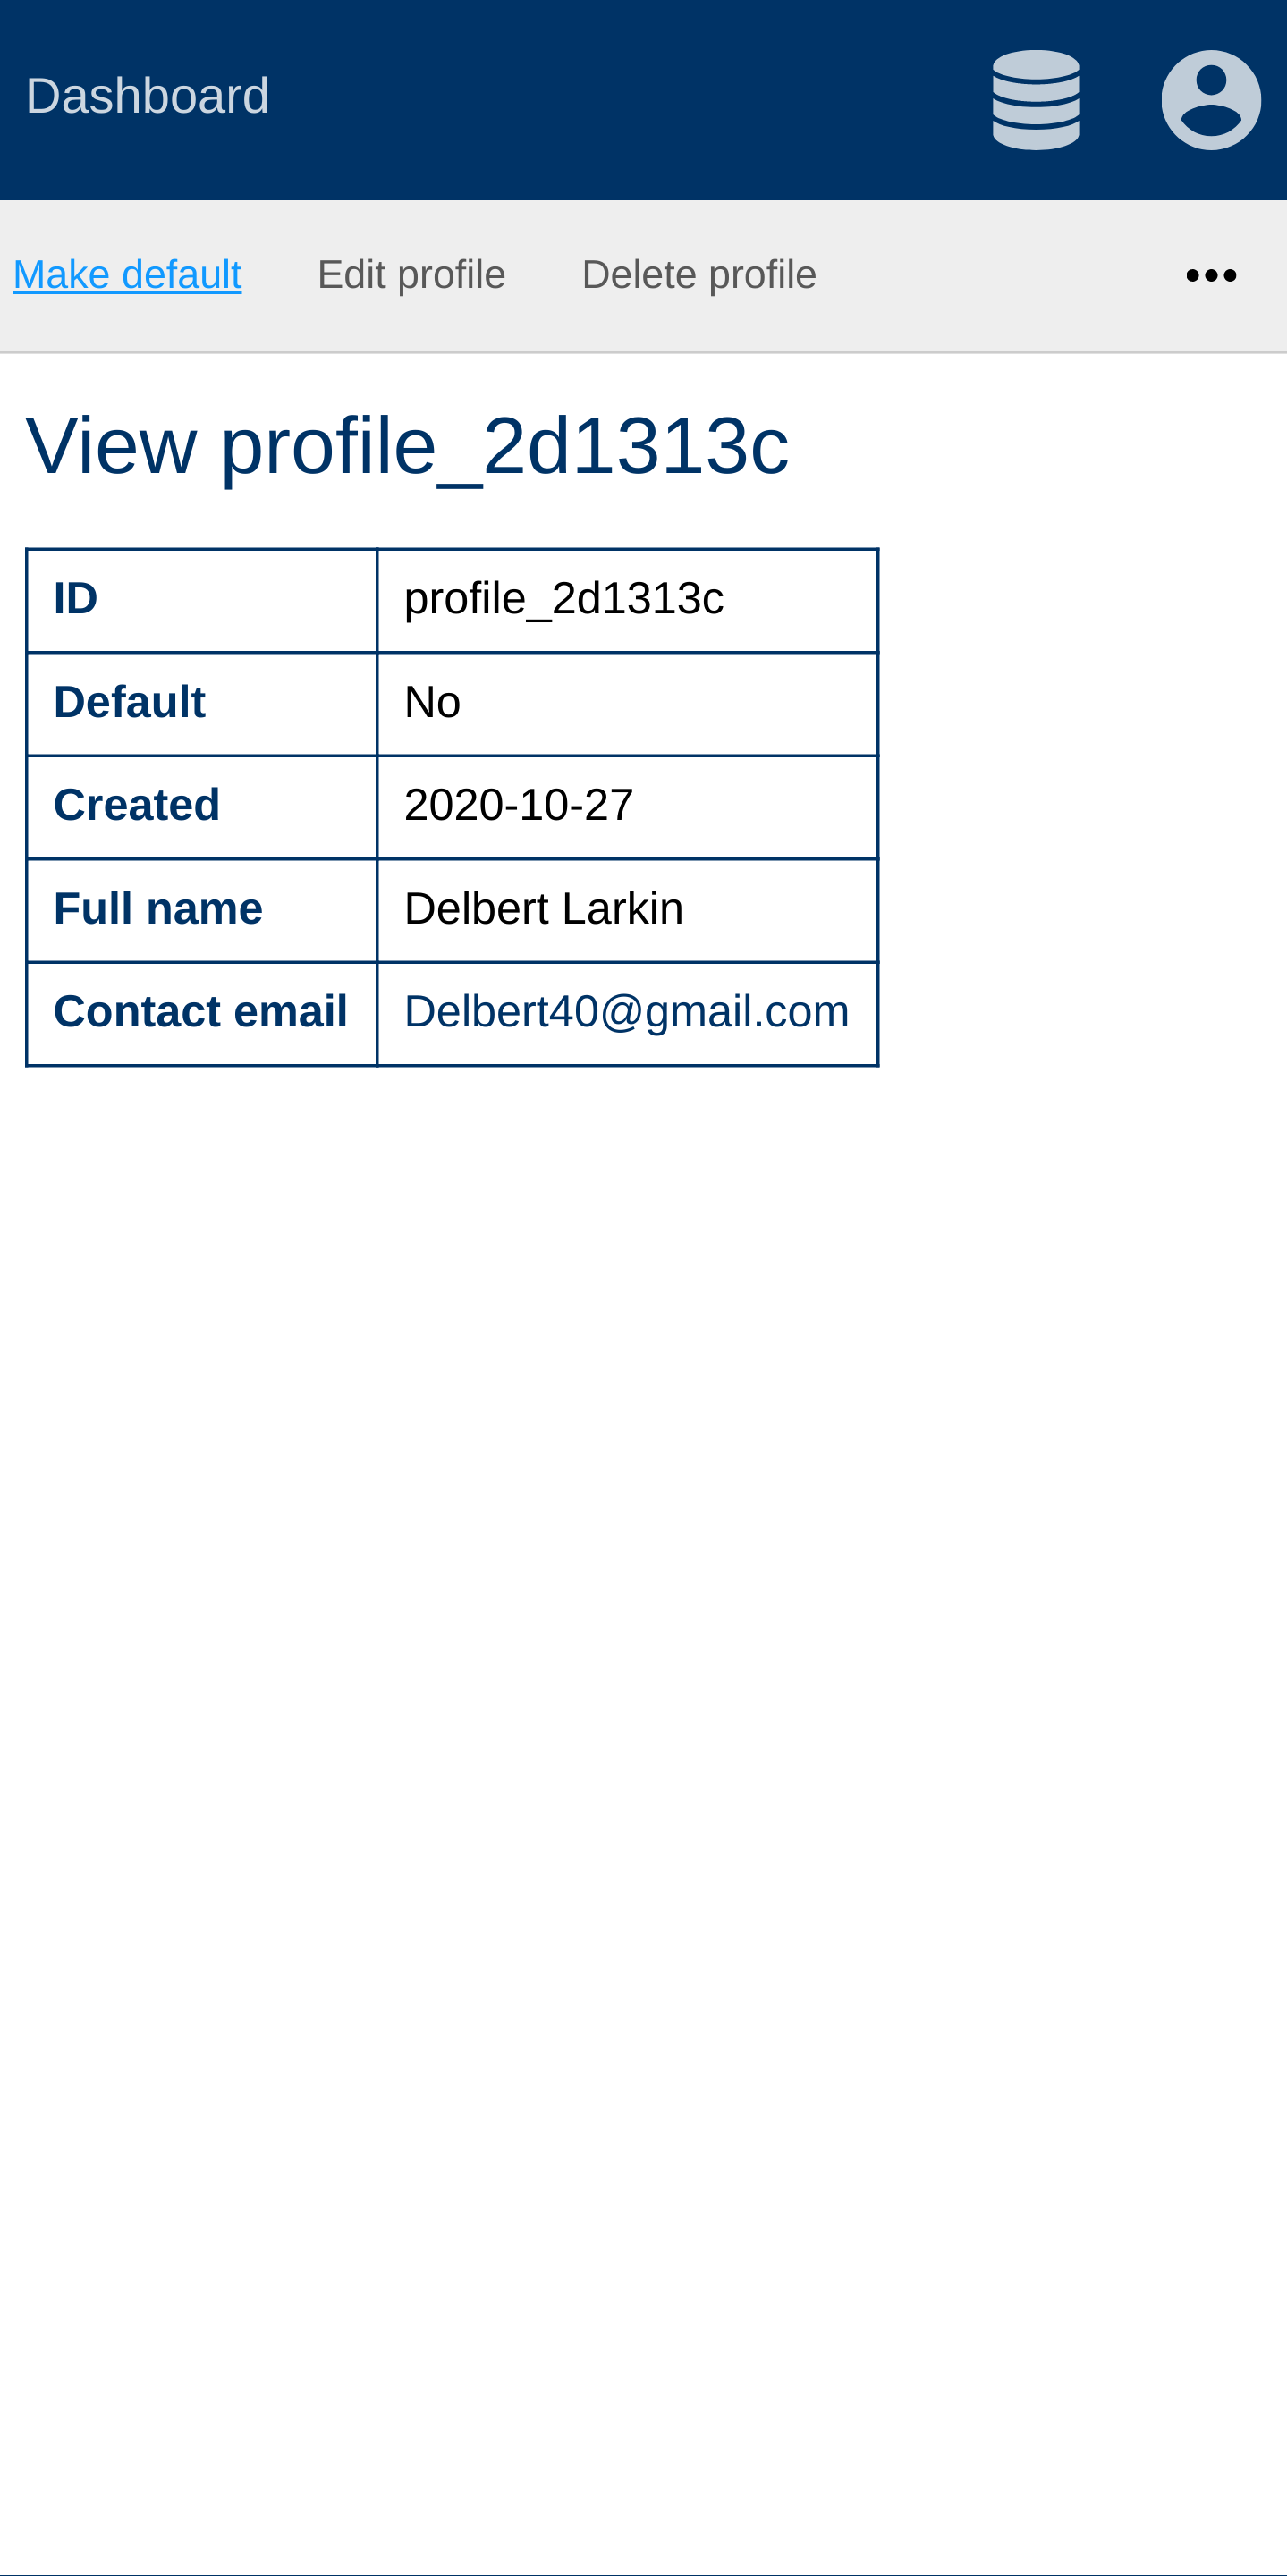 Dashboard
Make default Edit profile Delete profile •••
View profile_2d1313c
ID profile_2d1313c
Default No
Created 2020-10-27
Full name Delbert Larkin
Contact email Delbert40@gmail.com